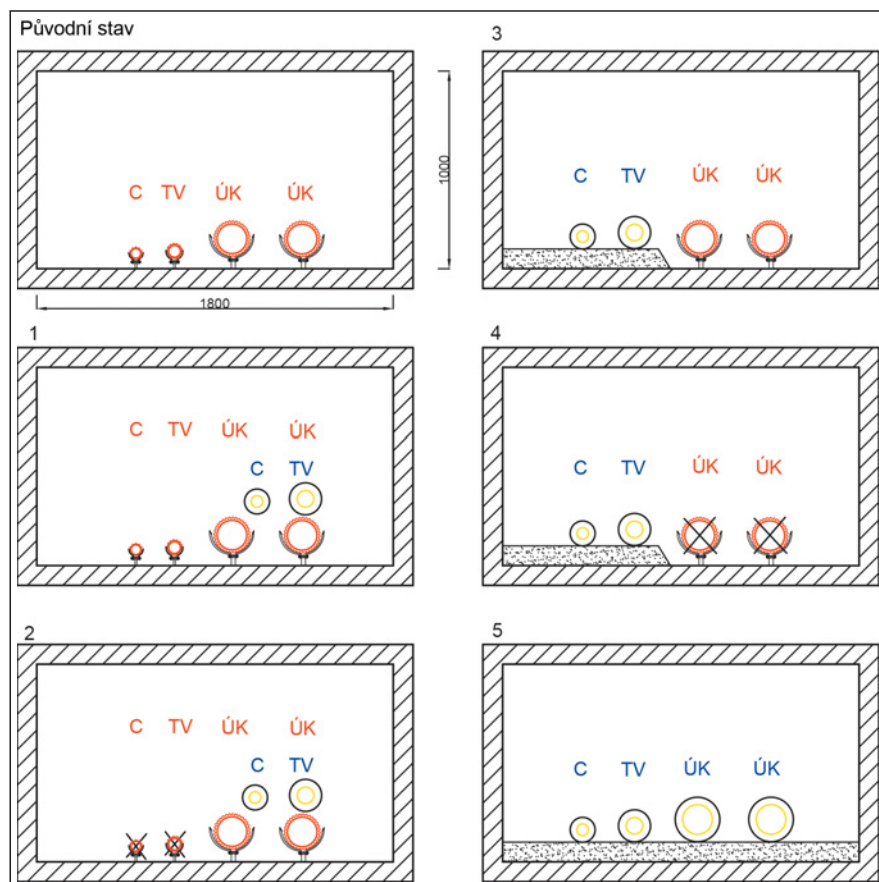 Původní stav
C TV ÚK ÚK
1000
1800
1
C TV ÚK ÚK
C TV
2
C TV ÚK ÚK
C TV
3
C TV ÚK ÚK
4
C TV ÚK ÚK
5
C TV ÚK ÚK